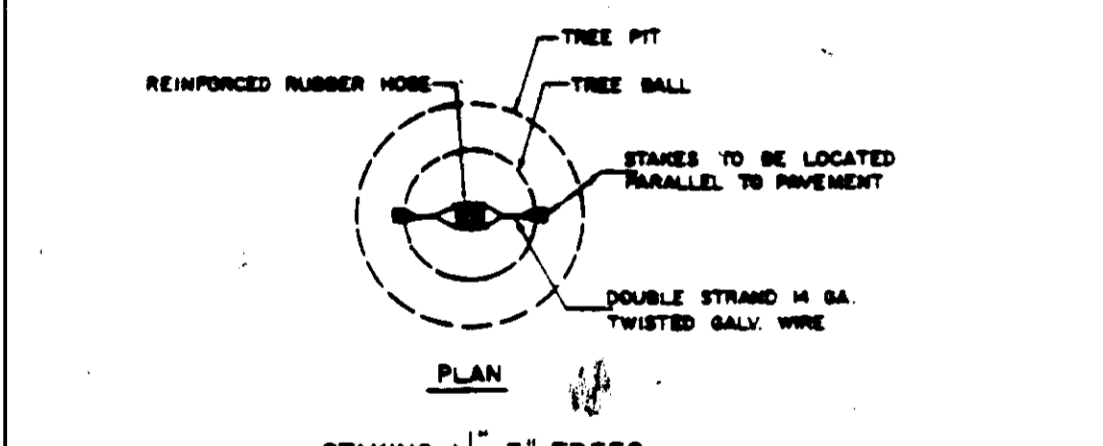 TREE PIT
REINFORCED RUBBER HOSE
TREE BALL
STAKES TO BE LOCATED
PARALLEL TO PAVEMENT
DOUBLE STRAND 14 GA.
TWISTED GALV. WIRE
PLAN
TREES